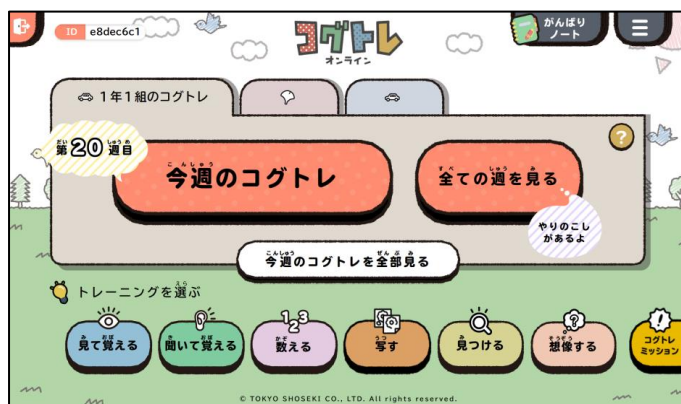 ID e8dec6c1
コグトレ
オンライン
がんばり
ノート
1年1組のコグトレ
第20週目
今週のコグトレ
全ての週を見る
?
やりのこし
があるよ
今週のコグトレを全部見る
トレーニングを選ぶ
見て覚える
聞いて覚える
123
数える
写す
見つける
?
想像する
!
コグトレ
ミッション
© TOKYO SHOSEKI CO., LTD. All rights reserved.